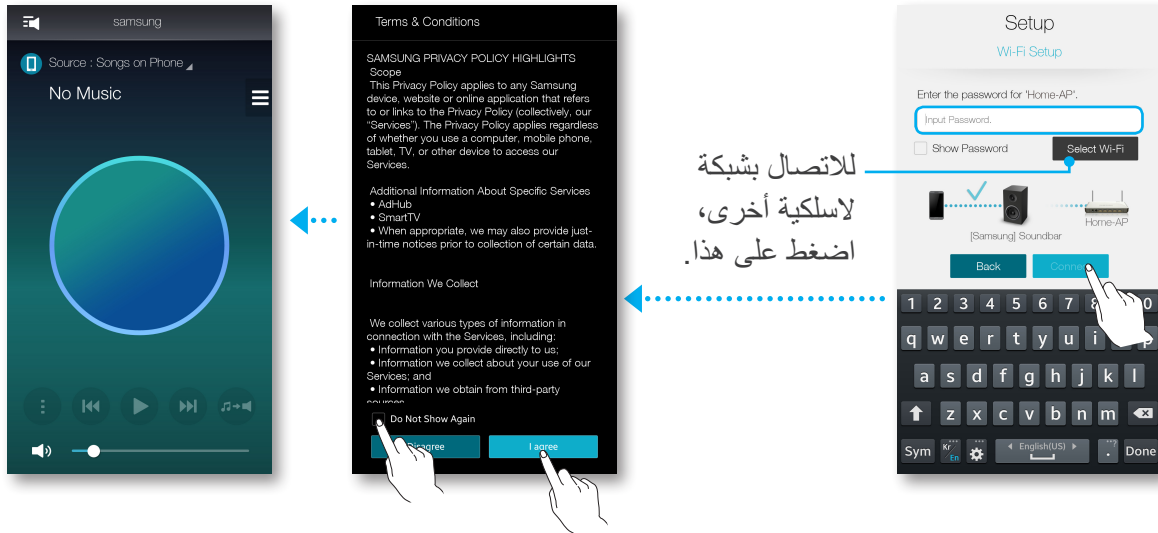 Setup
Wi-Fi Setup
Enter the password for 'Home-AP'.
Input Password.
Show Password
Select Wi-Fi
Home-AP
[Samsung] Soundbar
Back
1 2 3 4 5 6 7 8 0
q w e r t y u i p
a s d f g h j k l
z x c v b n m
Sym Kr/En English(US) .?  Done
للاتصال بشبكة
لاسلكية أخرى،
اضغط على هذا.
Terms & Conditions
SAMSUNG PRIVACY POLICY HIGHLIGHTS
Scope
This Privacy Policy applies to any Samsung
device, website or online application that refers
to or links to the Privacy Policy (collectively, our
“Services”). The Privacy Policy applies regardless
of whether you use a computer, mobile phone,
tablet, TV, or other device to access our
Services.
Additional Information About Specific Services
• AdHub
• SmartTV
• When appropriate, we may also provide just-
in-time notices prior to collection of certain data.
Information We Collect
We collect various types of information in
connection with the Services, including:
• Information you provide directly to us;
• Information we collect about your use of our
Services; and
• Information we obtain from third-party
Do Not Show Again
Disagree
I agree
samsung
Source : Songs on Phone
No Music